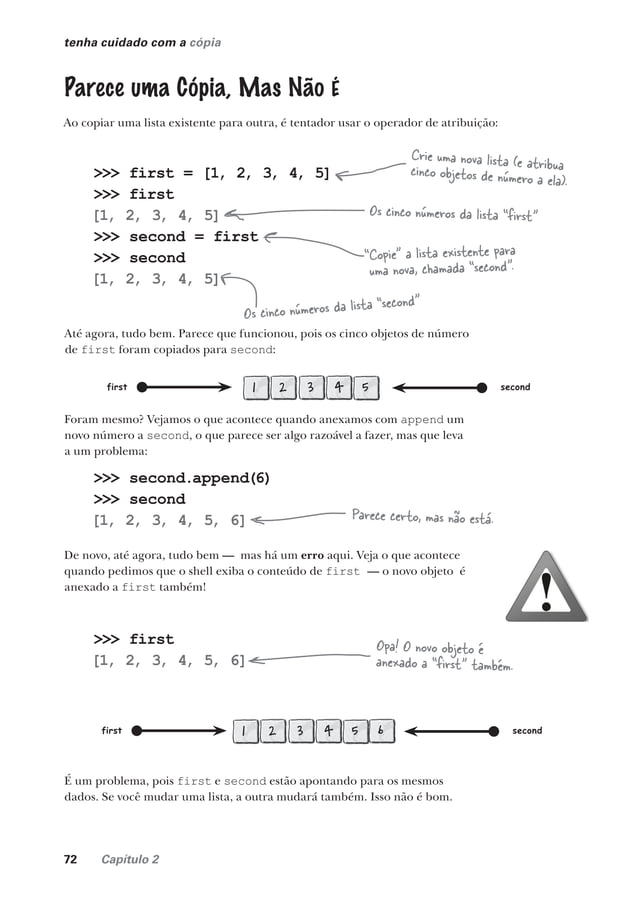 tenha cuidado com a cópia
Parece uma Cópia, Mas Não É
Ao copiar uma lista existente para outra, é tentador usar o operador de atribuição:
>>> first = [1, 2, 3, 4, 5]
Crie uma nova lista (e atribua
cinco objetos de número a ela).
>>> first
[1, 2, 3, 4, 5]
Os cinco números da lista “first”
>>> second = first
“Copie” a lista existente para
uma nova, chamada “second”.
>>> second
[1, 2, 3, 4, 5]
Os cinco números da lista “second”
Até agora, tudo bem. Parece que funcionou, pois os cinco objetos de número
de first foram copiados para second:
first 1 2 3 4 5 second
Foram mesmo? Vejamos o que acontece quando anexamos com append um
novo número a second, o que parece ser algo razoável a fazer, mas que leva
a um problema:
>>> second.append(6)
>>> second
[1, 2, 3, 4, 5, 6]
Parece certo, mas não está.
De novo, até agora, tudo bem — mas há um erro aqui. Veja o que acontece
quando pedimos que o shell exiba o conteúdo de first — o novo objeto é
anexado a first também!
!
>>> first
[1, 2, 3, 4, 5, 6]
Opa! O novo objeto é
anexado a “first” também.
first 1 2 3 4 5 6 second
É um problema, pois first e second estão apontando para os mesmos
dados. Se você mudar uma lista, a outra mudará também. Isso não é bom.
72 Capítulo 2